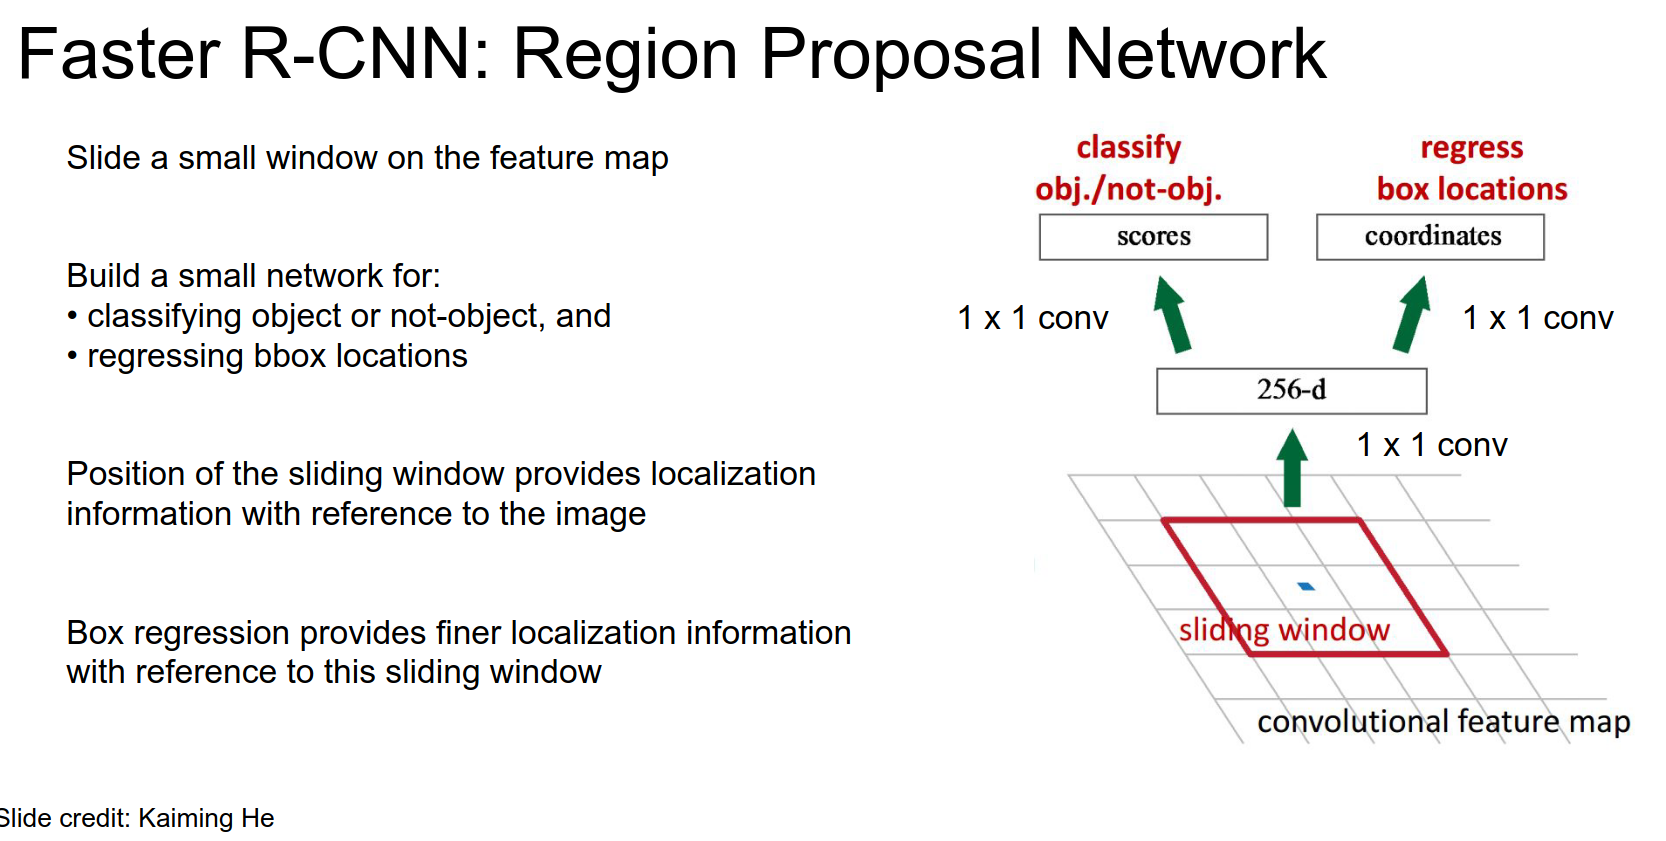 Faster R-CNN: Region Proposal Network
Slide a small window on the feature map
Build a small network for:
• classifying object or not-object, and
• regressing bbox locations
Position of the sliding window provides localization
information with reference to the image
Box regression provides finer localization information
with reference to this sliding window
classify
obj./not-obj.
regress
box locations
scores
coordinates
1 x 1 conv
1 x 1 conv
256-d
1 x 1 conv
sliding window
convolutional feature map
Slide credit: Kaiming He